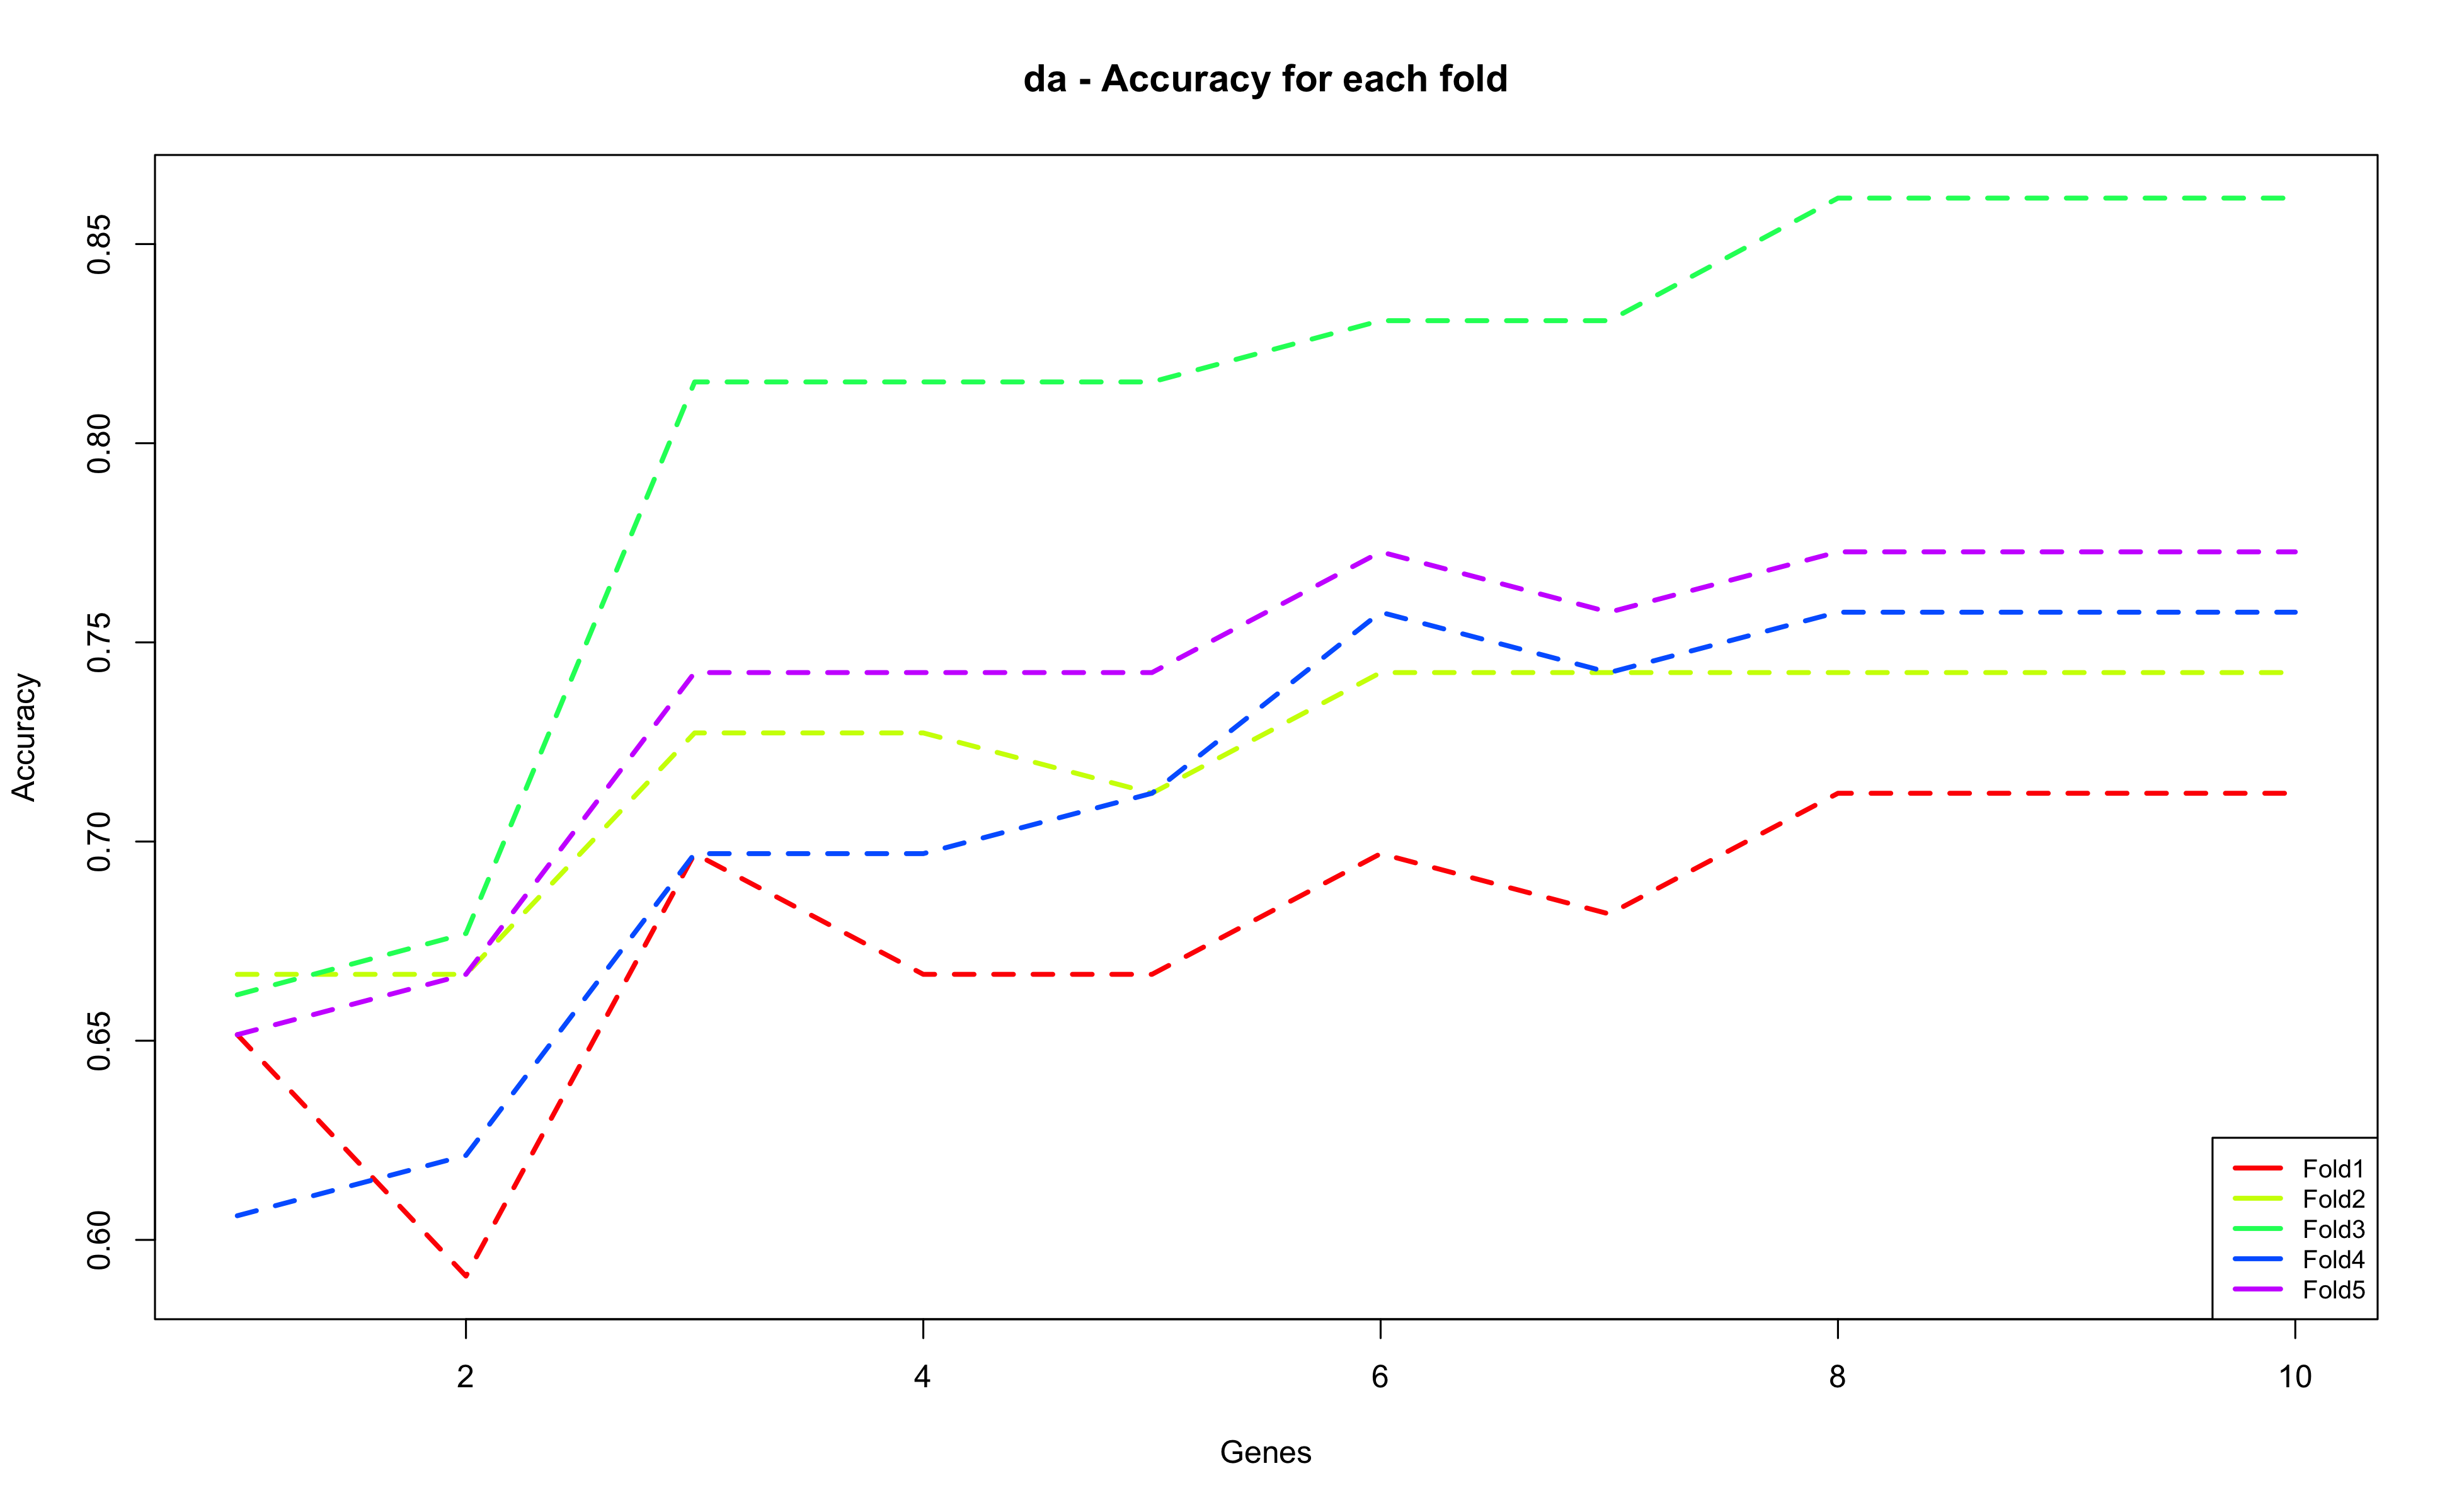 da - Accuracy for each fold
Accuracy
0.85
0.80
0.75
0.70
0.65
0.60
2
4
6
8
10
Genes
Fold1
Fold2
Fold3
Fold4
Fold5